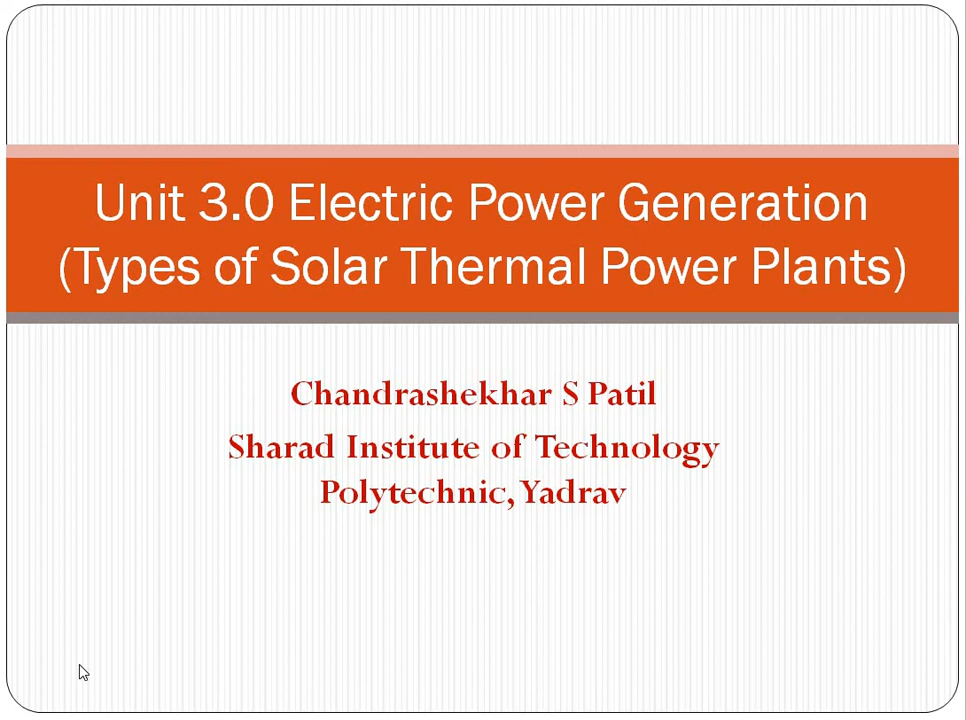 Unit 3.0 Electric Power Generation
(Types of Solar Thermal Power Plants)
Chandrashekhar S Patil
Sharad Institute of Technology
Polytechnic, Yadrav